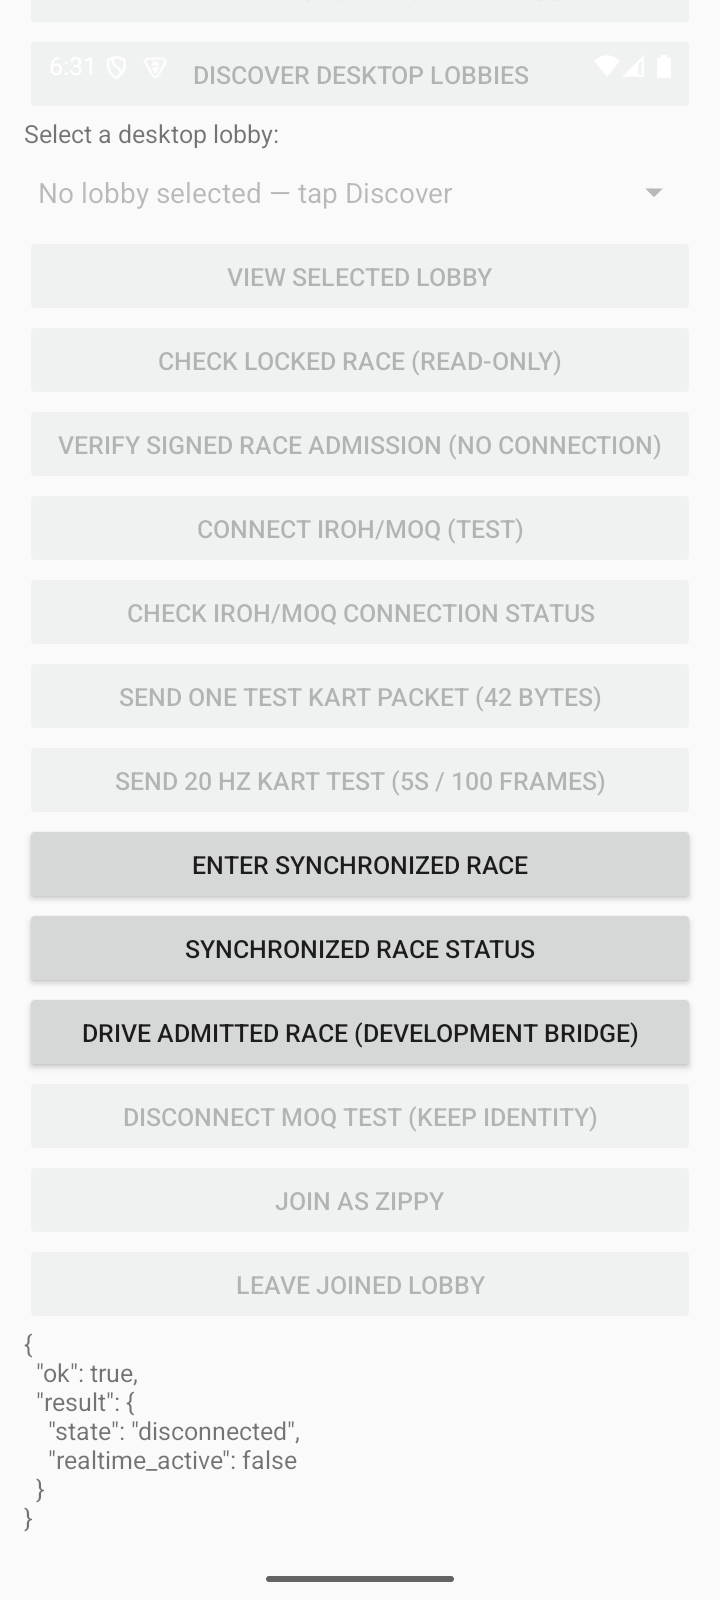 6:31
DISCOVER DESKTOP LOBBIES
Select a desktop lobby:
No lobby selected — tap Discover
VIEW SELECTED LOBBY
CHECK LOCKED RACE (READ-ONLY)
VERIFY SIGNED RACE ADMISSION (NO CONNECTION)
CONNECT IROH/MOQ (TEST)
CHECK IROH/MOQ CONNECTION STATUS
SEND ONE TEST KART PACKET (42 BYTES)
SEND 20 HZ KART TEST (5S / 100 FRAMES)
ENTER SYNCHRONIZED RACE
SYNCHRONIZED RACE STATUS
DRIVE ADMITTED RACE (DEVELOPMENT BRIDGE)
DISCONNECT MOQ TEST (KEEP IDENTITY)
JOIN AS ZIPPY
LEAVE JOINED LOBBY
{
"ok": true,
"result": {
"state": "disconnected",
"realtime_active": false
}
}